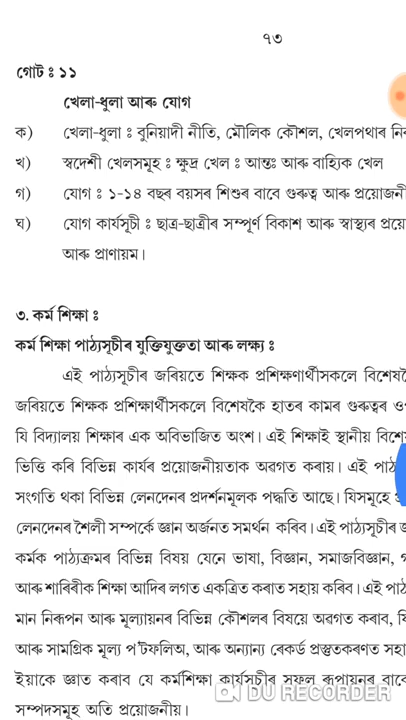 ৭৩
গোট ঃ ১১
খেলা-ধুলা আৰু যোগ
ক) খেলা-ধুলা ঃ বুনিয়াদী নীতি, মৌলিক কৌশল, খেলপথাৰ
খ) স্বদেশী খেলসমূহ ঃ ক্ষুদ্ৰ খেল ঃ আন্তঃ আৰু বাহ্যিক খেল
গ) যোগ ঃ ১-১৪ বছৰ বয়সৰ শিশুৰ বাবে গুৰুত্ব আৰু
ঘ) যোগ কাৰ্যসূচী ঃ ছাত্ৰ-ছাত্ৰীৰ সম্পূৰ্ণ বিকাশ আৰু স্বাস্থ্যৰ
আৰু প্ৰাণায়ম।
৩. কৰ্ম শিক্ষা ঃ
কৰ্ম শিক্ষা পাঠ্যসূচীৰ যুক্তিযুক্ততা আৰু লক্ষ্য ঃ
এই পাঠ্যসূচীৰ জৰিয়তে শিক্ষক প্ৰশিক্ষণাৰ্থীসকলে
জৰিয়তে শিক্ষক প্ৰশিক্ষাৰ্থীসকলে বিশেষকৈ হাতৰ কামৰ গুৰুত্বৰ
যি বিদ্যালয় শিক্ষাৰ এক অবিভাজিত অংশ। এই শিক্ষাই স্থানীয়
ভিত্তি কৰি বিভিন্ন কাৰ্যৰ প্ৰয়োজনীয়তাক অৱগত কৰায়। এই
সংগতি থকা বিভিন্ন লেনদেনৰ প্ৰদৰ্শনমূলক পদ্ধতি আছে। যিসমূহে
লেনদেনৰ শৈলী সম্পৰ্কে জ্ঞান অৰ্জনত সমৰ্থন কৰিব। এই পাঠ্যসূচীৰ
কৰ্মক পাঠ্যক্ৰমৰ বিভিন্ন বিষয় যেনে ভাষা, বিজ্ঞান, সমাজবিজ্ঞান,
আৰু শাৰিৰীক শিক্ষা আদিৰ লগত একত্ৰিত কৰাত সহায় কৰিব। এই
মান নিৰূপন আৰু মূল্যায়নৰ বিভিন্ন কৌশলৰ বিষয়ে অৱগত কৰাব,
আৰু সামগ্ৰিক মূল্য প'টফলিঅ, আৰু অন্যান্য ৰেকৰ্ড প্ৰস্তুতকৰণত
ইয়াকে জ্ঞাত কৰাব যে কৰ্মশিক্ষা কাৰ্যসূচীৰ সফল ৰূপায়নৰ
সম্পদসমূহ অতি প্ৰয়োজনীয়।
DU RECORDER